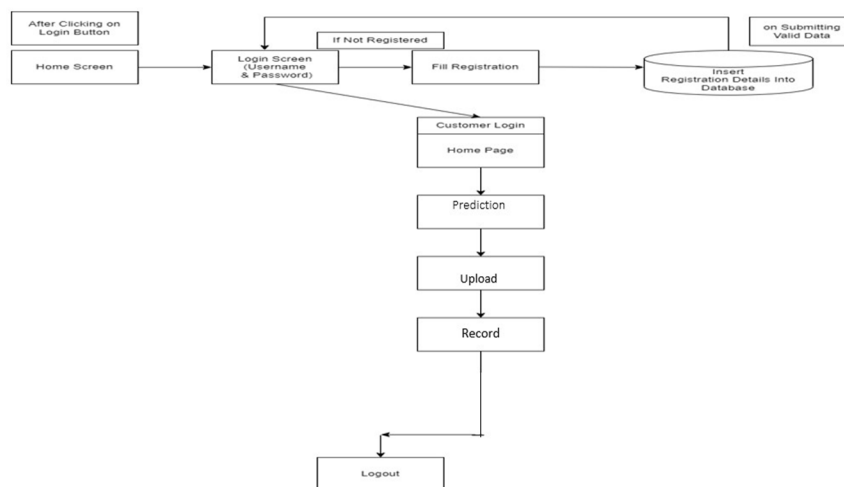 After Clicking on
Login Button
on Submitting
Valid Data
If Not Registered
Home Screen
Login Screen
(Username
& Password)
Fill Registration
Insert
Registration Details Into
Database
Customer Login
Home Page
Prediction
Upload
Record
Logout